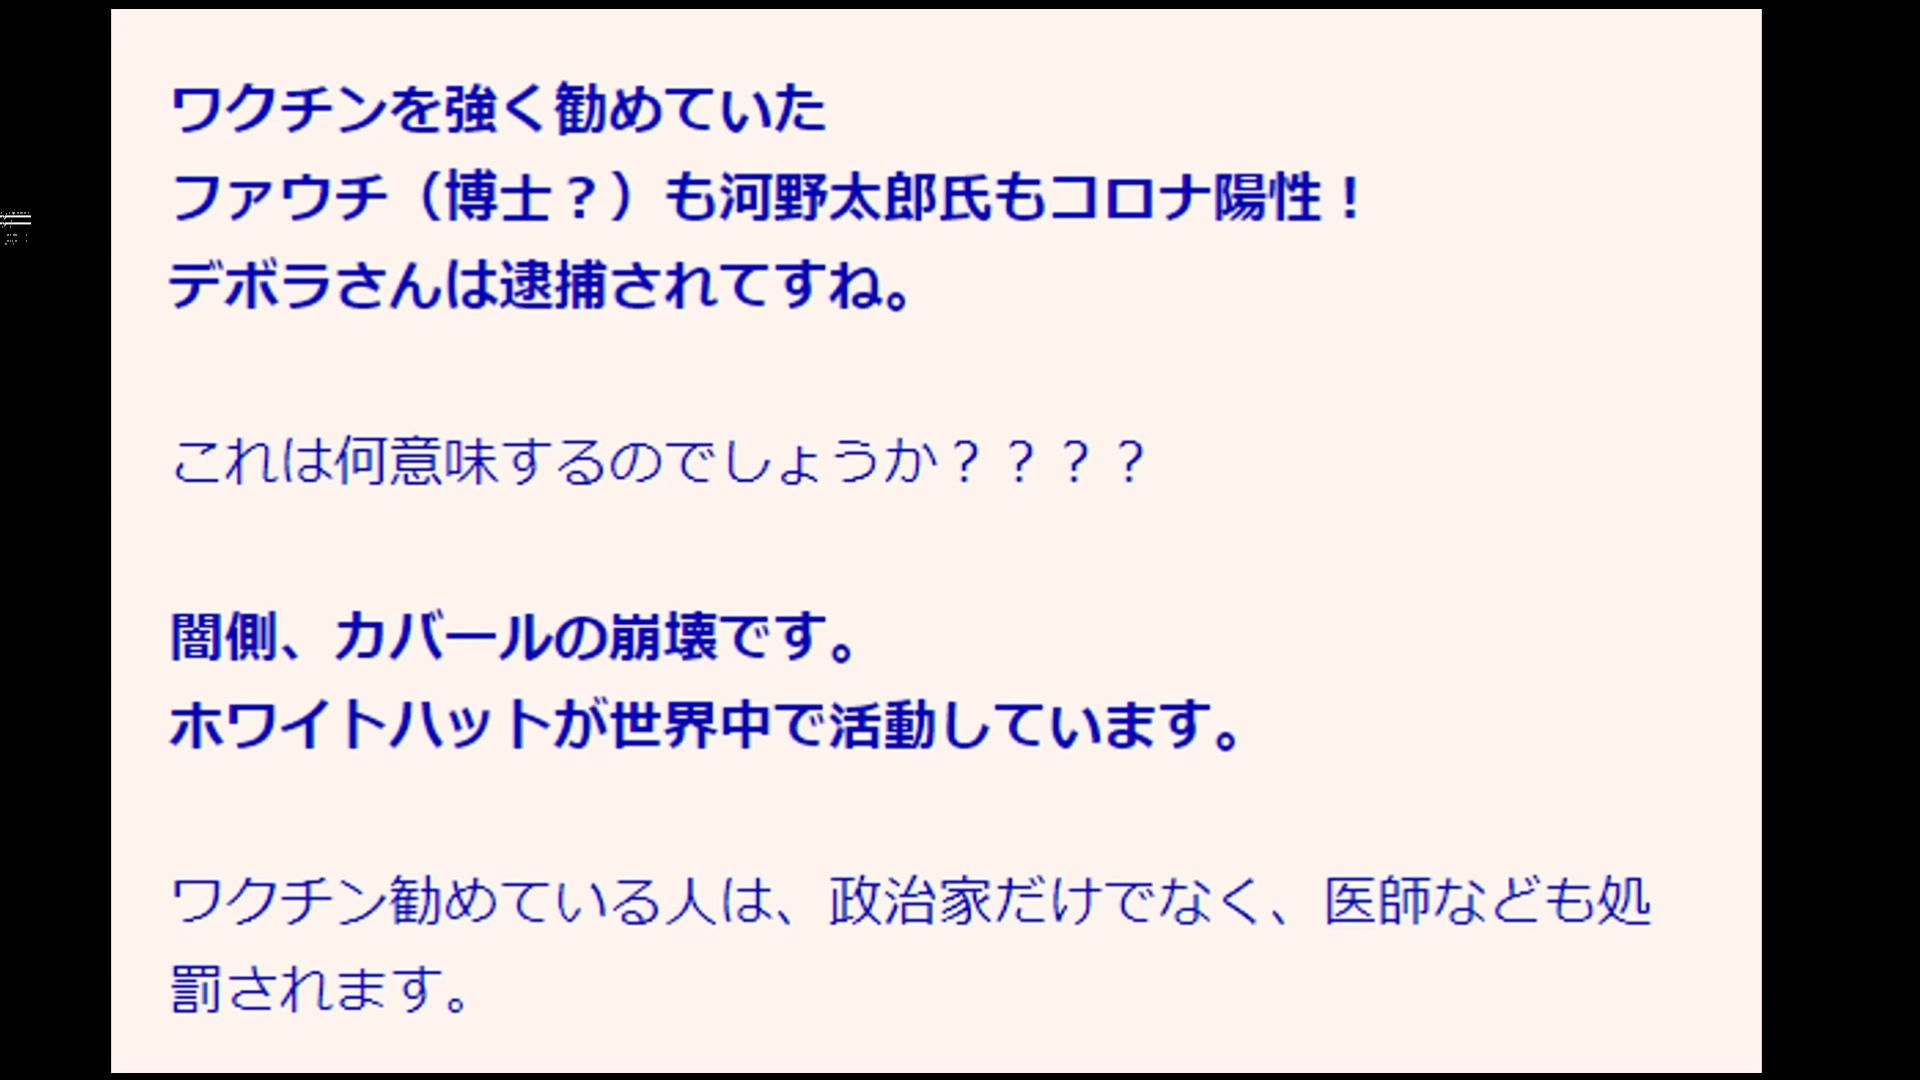 ワクチンを強く勧めていた
ファウチ（博士？）も河野太郎氏もコロナ陽性！
デボラさんは逮捕されてすね。
これは何意味するのでしょうか？？？？
闇側、カバールの崩壊です。
ホワイトハットが世界中で活動しています。
ワクチン勧めている人は、政治家だけでなく、医師なども処
罰されます。